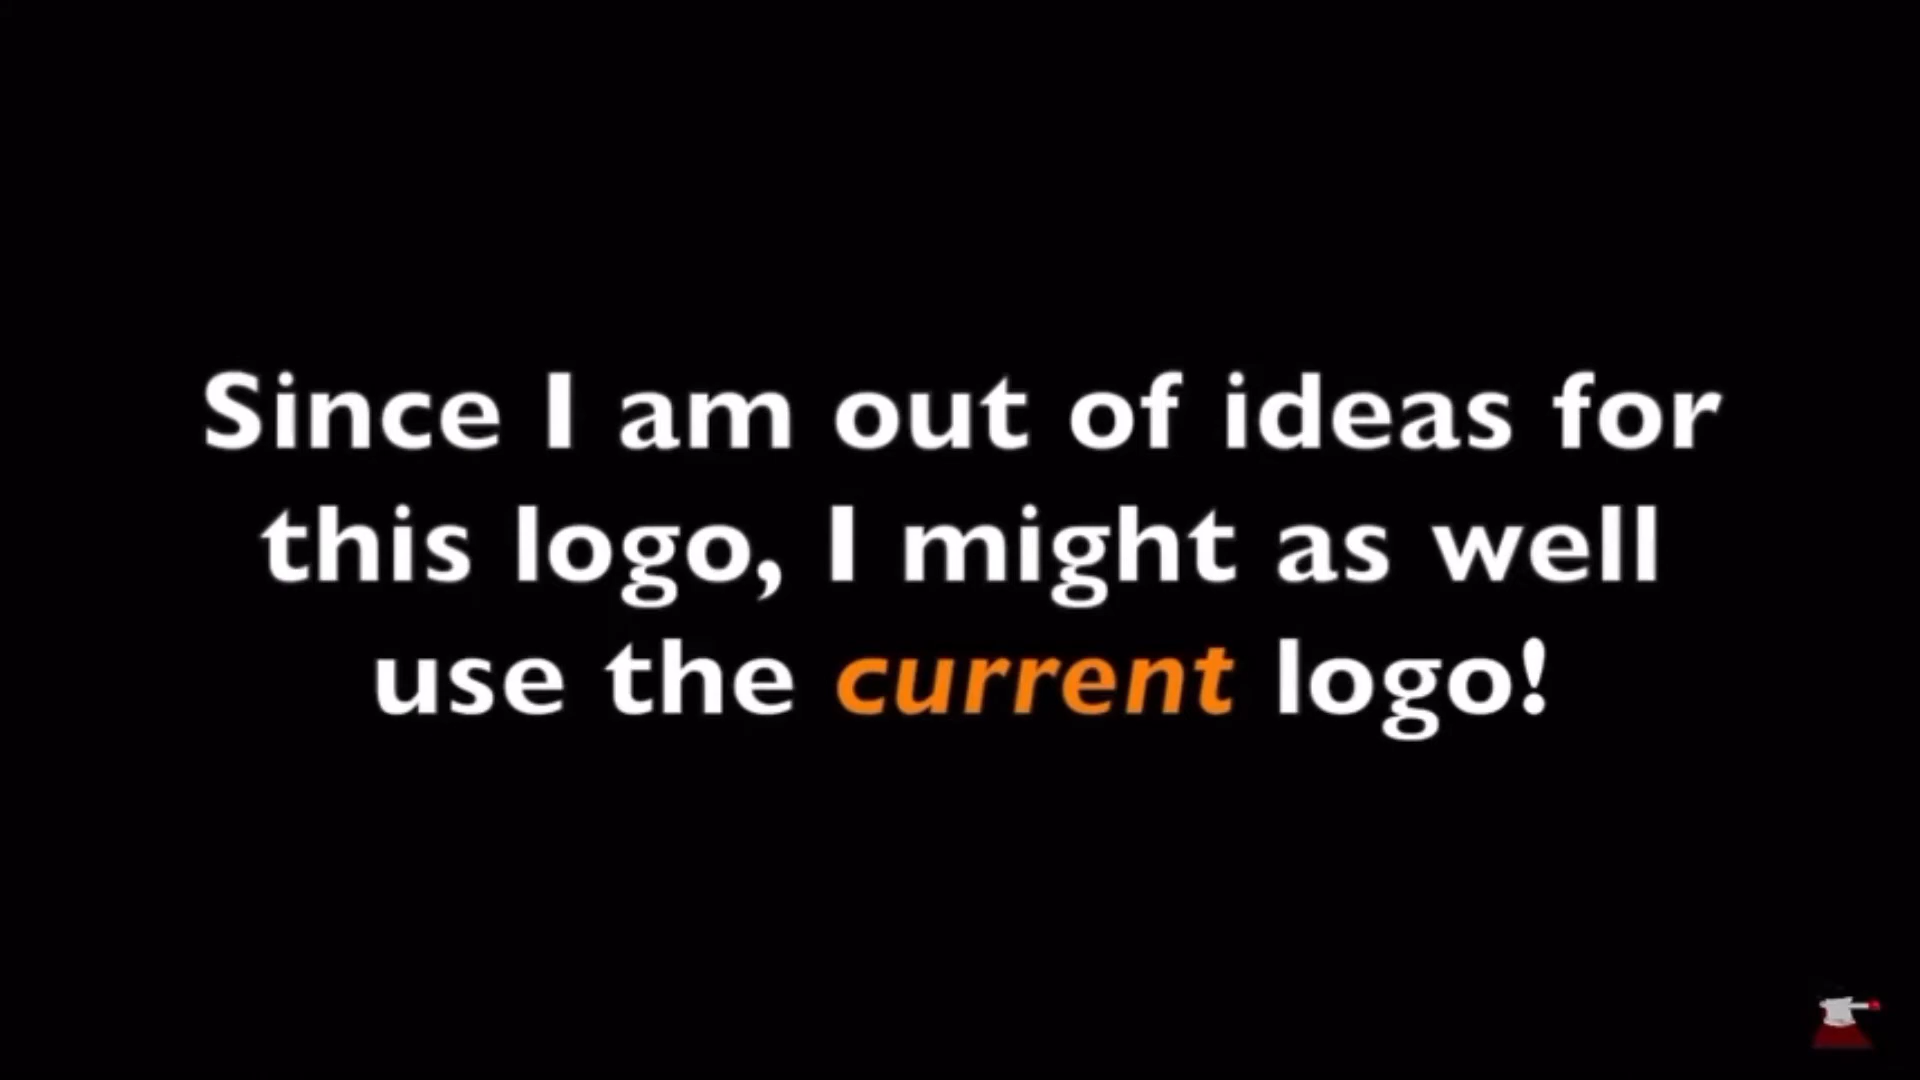 Since I am out of ideas for
this logo, I might as well
use the current logo!